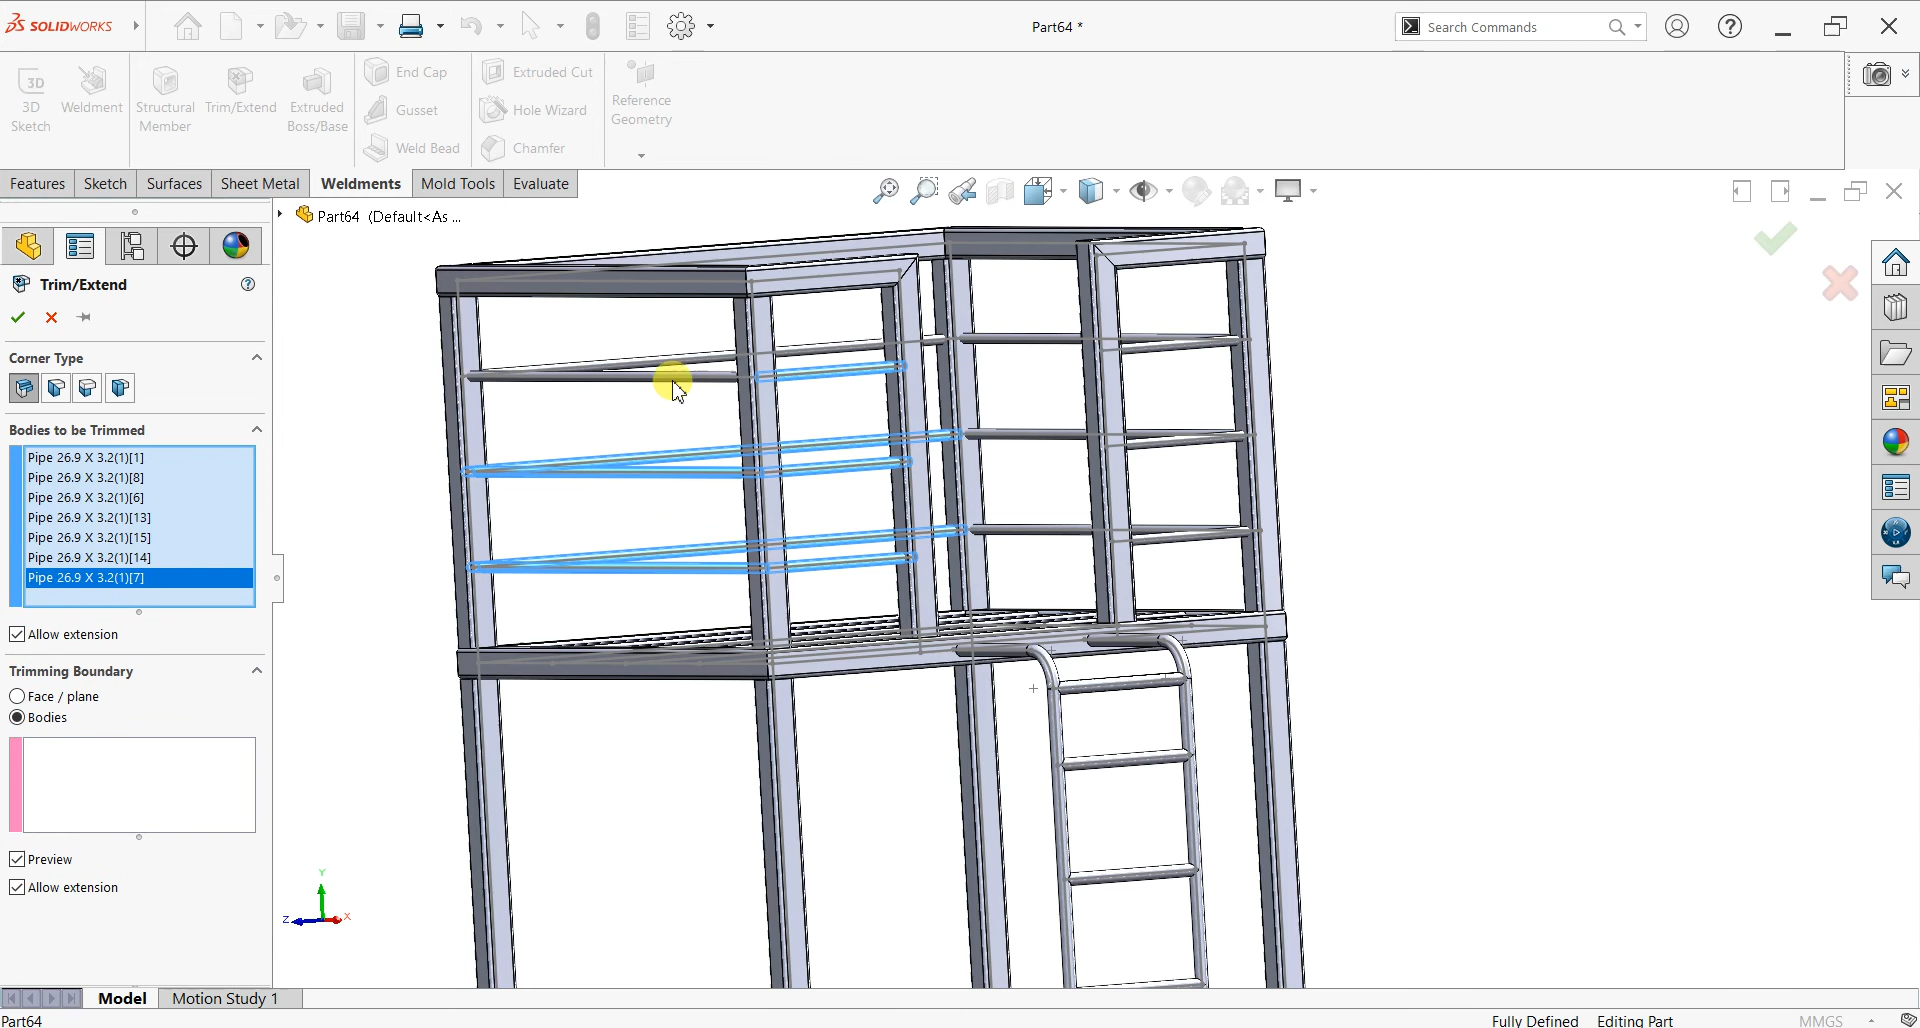 SOLIDWORKS
Part64 *
Search Commands
3D
Sketch
Weldment
Structural
Member
Trim/Extend
Extruded
Boss/Base
End Cap
Gusset
Weld Bead
Extruded Cut
Hole Wizard
Chamfer
Reference
Geometry
Features
Sketch
Surfaces
Sheet Metal
Weldments
Mold Tools
Evaluate
Part64 (Default<As ...
Trim/Extend
Corner Type
Bodies to be Trimmed
Pipe 26.9 X 3.2(1)[1]
Pipe 26.9 X 3.2(1)[8]
Pipe 26.9 X 3.2(1)[6]
Pipe 26.9 X 3.2(1)[13]
Pipe 26.9 X 3.2(1)[15]
Pipe 26.9 X 3.2(1)[14]
Pipe 26.9 X 3.2(1)[7]
Allow extension
Trimming Boundary
Face / plane
Bodies
Preview
Allow extension
Y
Z
X
Model
Motion Study 1
Part64
Fully Defined
Editing Part
MMGS